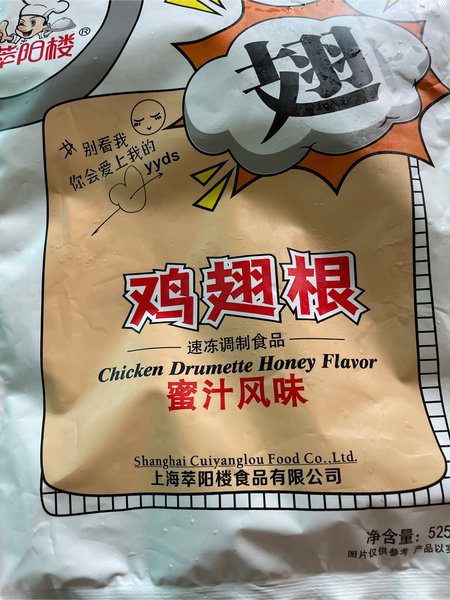 萃阳楼®
翅
别看我
你会爱上我的
yyds
鸡翅根
速冻调制食品
Chicken Drumette Honey Flavor
蜜汁风味
Shanghai Cuiyanglou Food Co.,Ltd.
上海萃阳楼食品有限公司
净含量: 525
图片仅供参考 产品以实